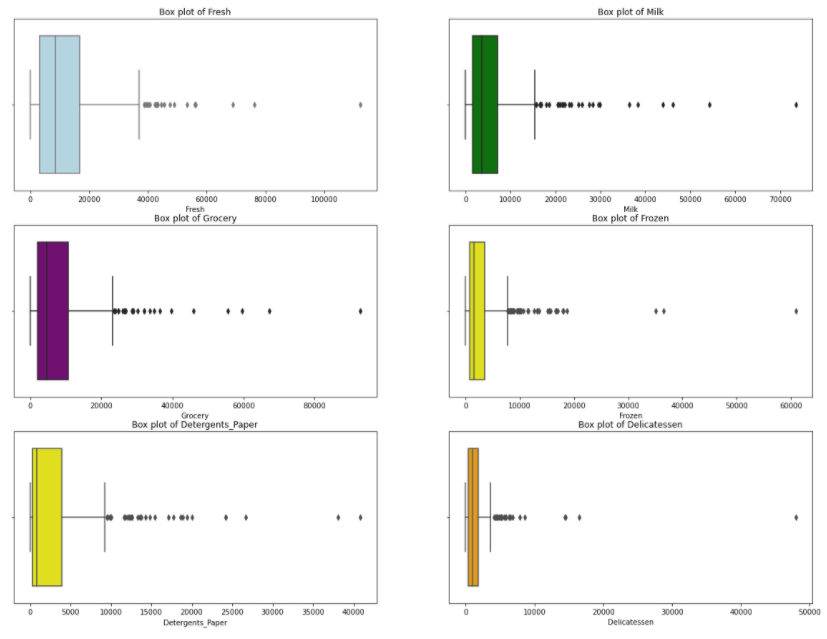 Box plot of Fresh
0 20000 40000 60000 80000 100000
Fresh
Box plot of Milk
0 10000 20000 30000 40000 50000 60000 70000
Milk
Box plot of Grocery
0 20000 40000 60000 80000
Grocery
Box plot of Frozen
0 10000 20000 30000 40000 50000 60000
Frozen
Box plot of Detergents_Paper
0 5000 10000 15000 20000 25000 30000 35000 40000
Detergents_Paper
Box plot of Delicatessen
0 10000 20000 30000 40000 50000
Delicatessen